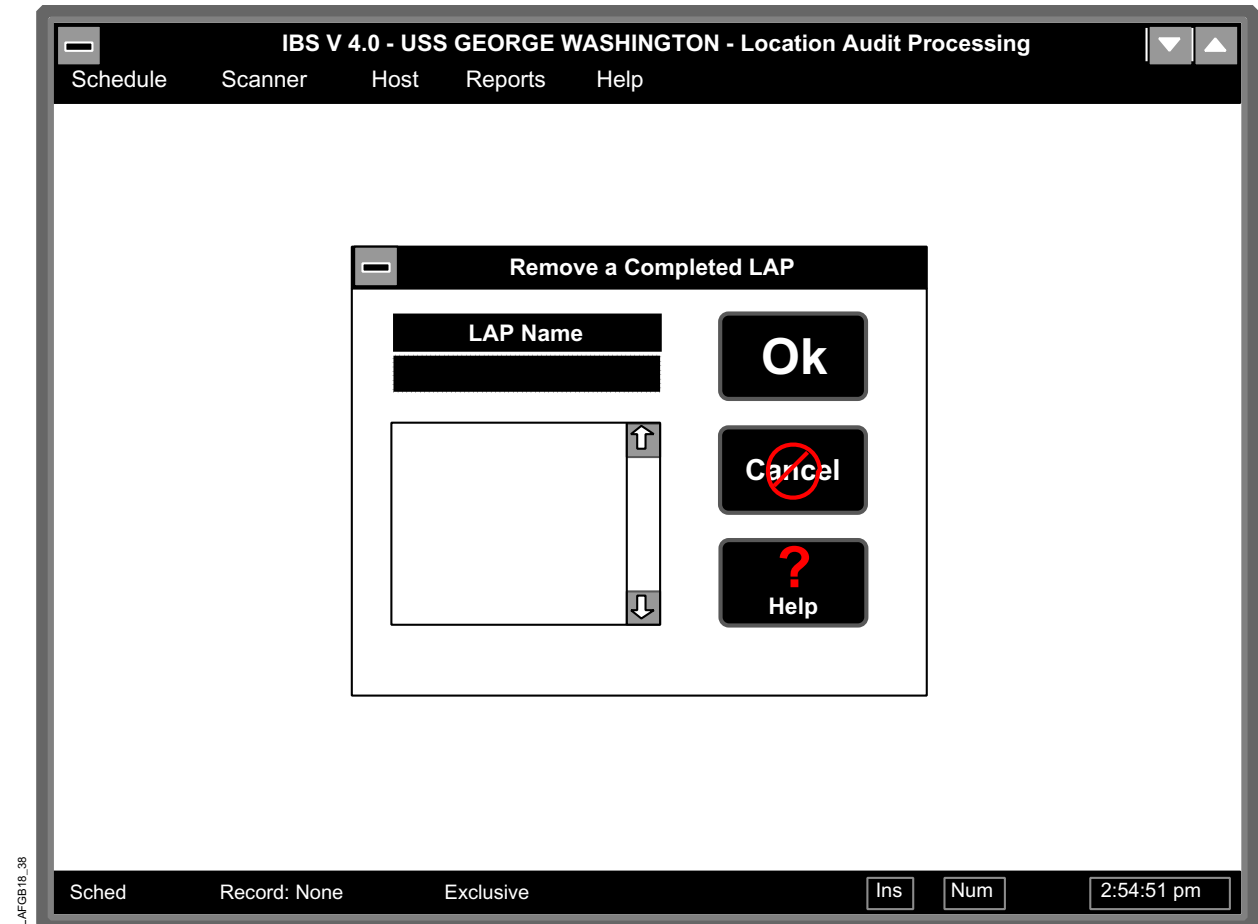 IBS V 4.0 - USS GEORGE WASHINGTON - Location Audit Processing
Schedule Scanner Host Reports Help
Remove a Completed LAP
LAP Name
Ok
Cancel
?
Help
Sched Record: None Exclusive Ins Num 2:54:51 pm
_AFGB18_38